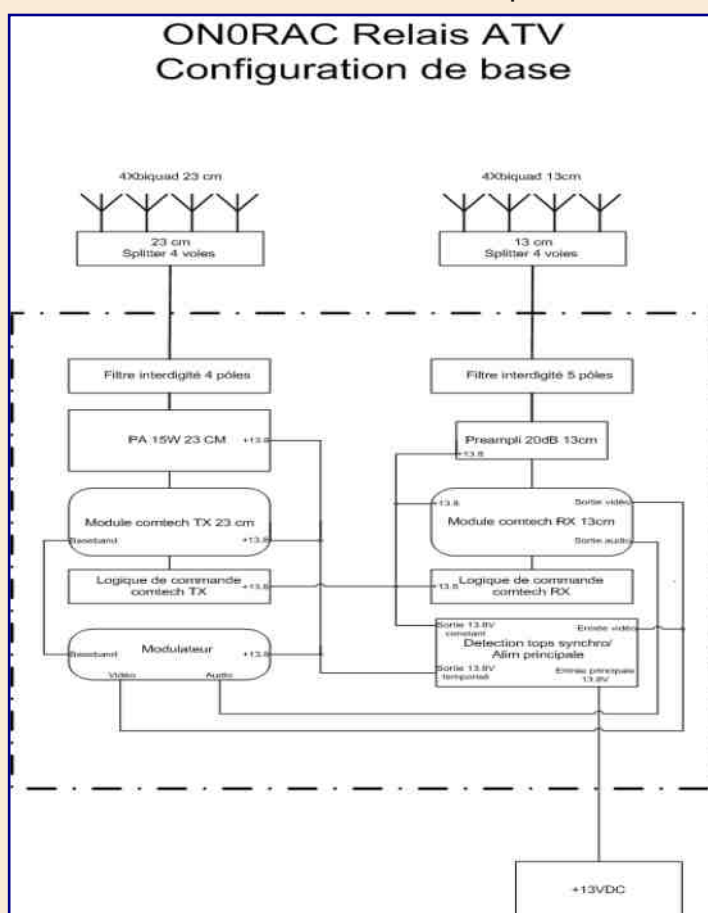 ON0RAC Relais ATV
Configuration de base
4Xbiquad 23 cm
4Xbiquad 13cm
23 cm
Splitter 4 voies
13 cm
Splitter 4 voies
Filtre interdigité 4 pôles
Filtre interdigité 5 pôles
PA 15W 23 CM
+13.8
Preampli 20dB 13cm
+13.8
Module comtech TX 23 cm
Baseband
+13.8
+13.8
Sortie vidéo
Module comtech RX 13cm
Sortie audio
Logique de commande
comtech TX
+13.8
+13.8
Logique de commande
comtech RX
Modulateur
Baseband
+13.8
Vidéo
Audio
Sortie 13.8V
constant
Entrée vidéo
Detection tops synchro/
Alim principale
Sortie 13.8V
temporisé
Entrée principale
13.8V
+13VDC